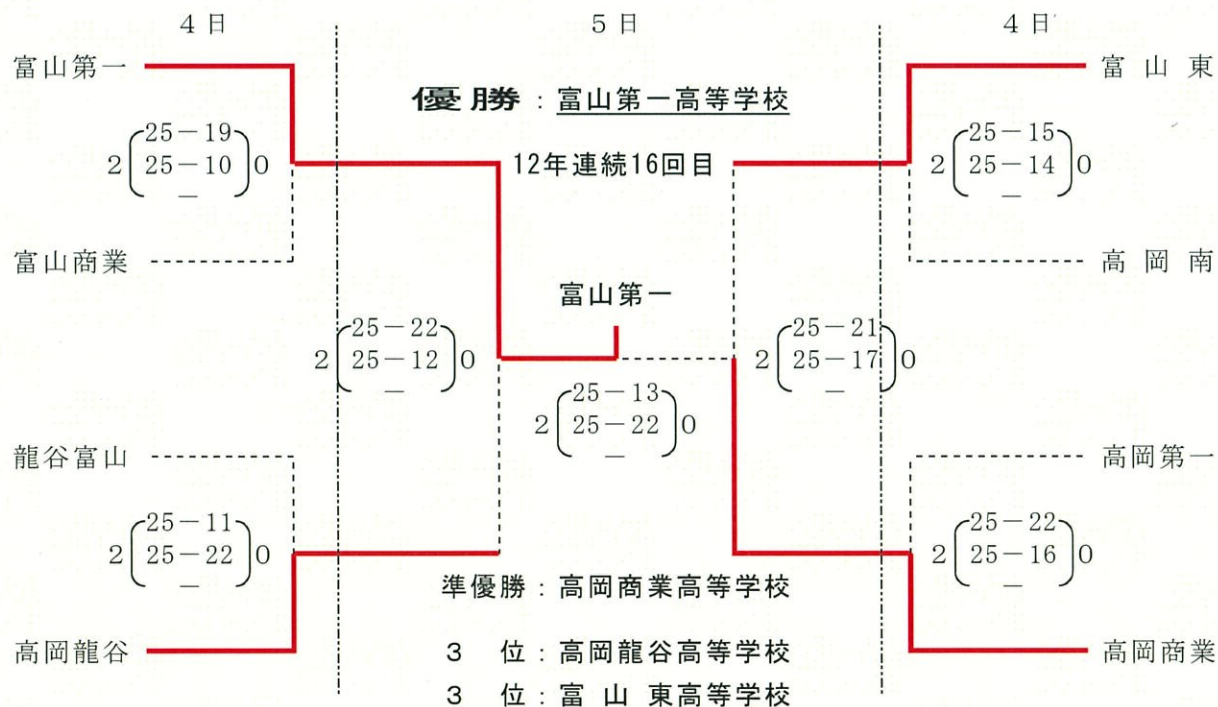 4日 5日 4日
富山第一 富山東
優勝：富山第一高等学校
25－19 25－15
2 25－10 0 12年連続16回目 2 25－14 0
－ －
富山商業 高岡南
富山第一
25－22 25－21
2 25－12 0 2 25－17 0
－ －
25－13
2 25－22 0
－
龍谷富山 高岡第一
25－11 25－22
2 25－22 0 2 25－16 0
－ －
準優勝：高岡商業高等学校
高岡龍谷 3 位：高岡龍谷高等学校 高岡商業
3 位：富山東高等学校